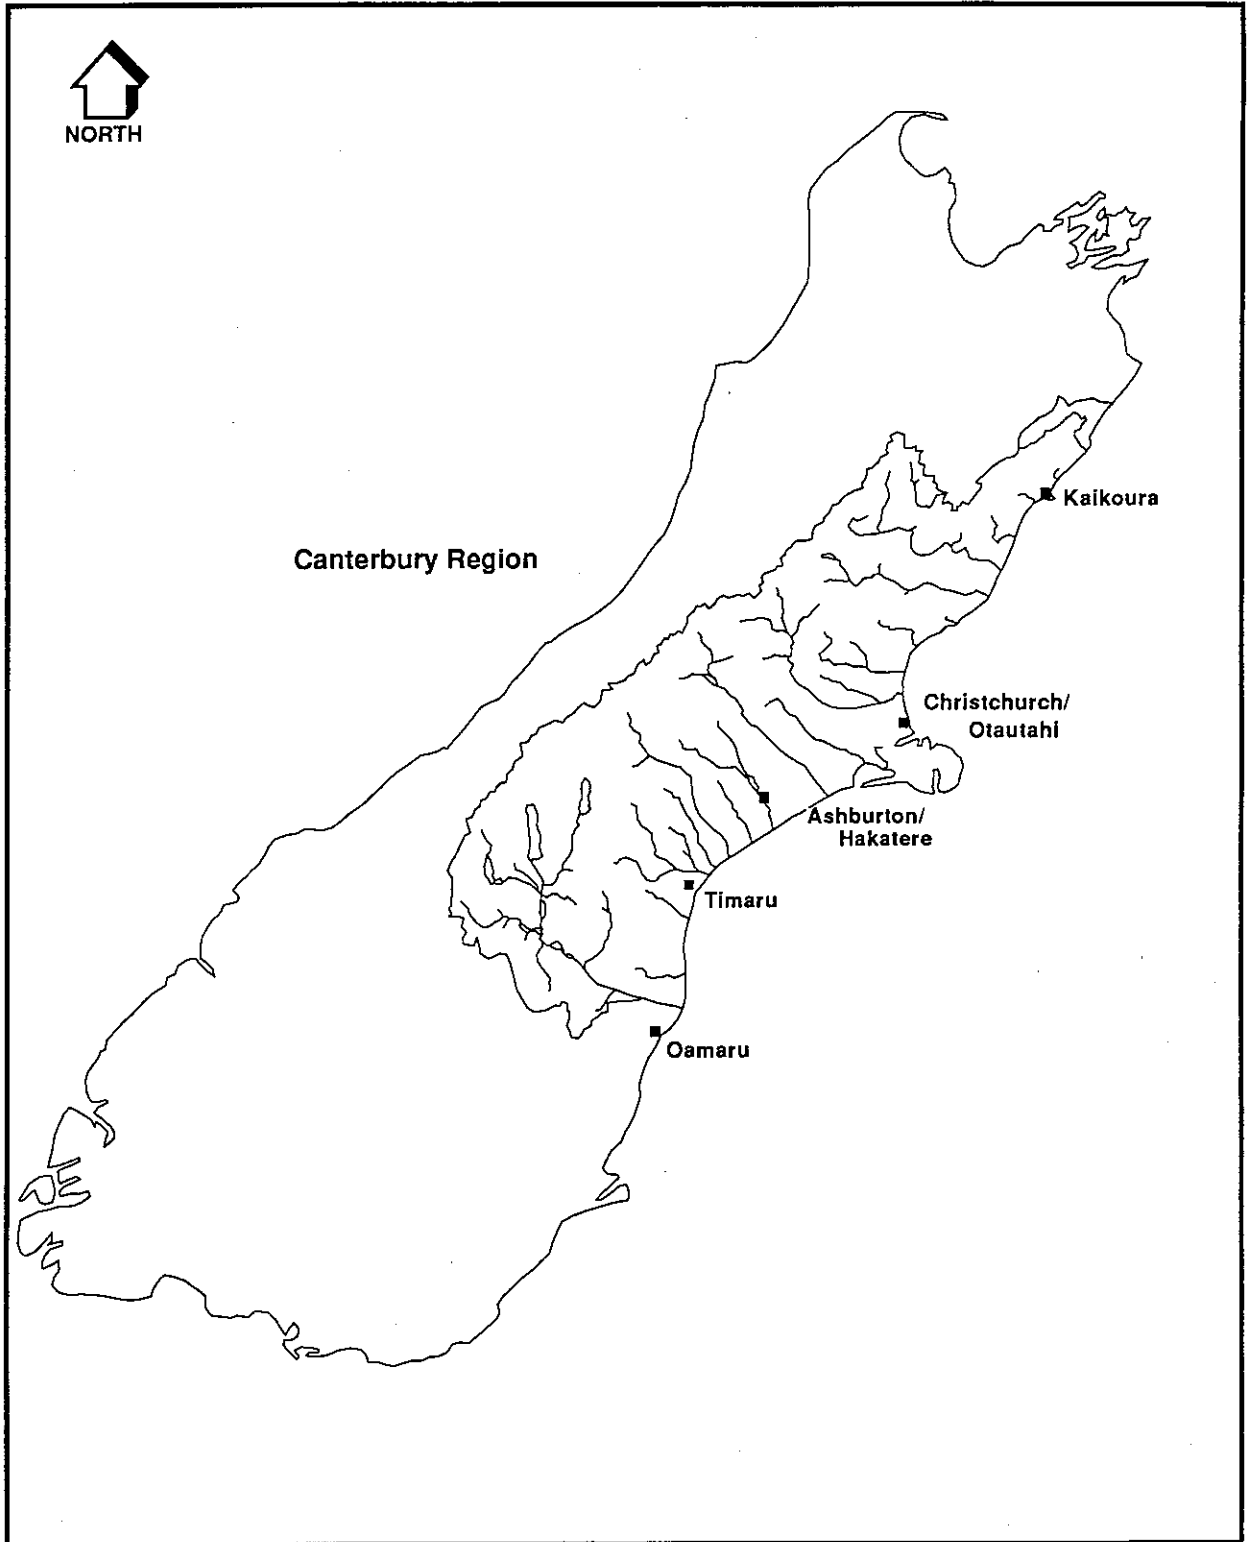 NORTH
Kaikoura
Canterbury Region
Christchurch/
Otautahi
Ashburton/
Hakatere
Timaru
Oamaru